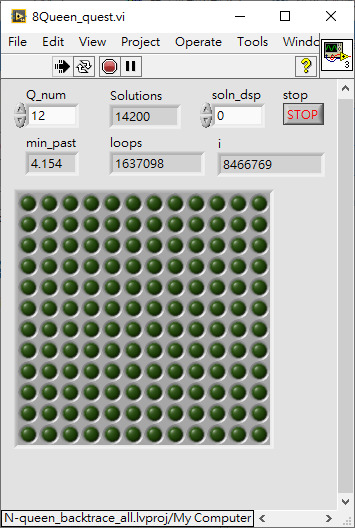 8Queen_quest.vi
File Edit View Project Operate Tools Windo
? 3
Q_num Solutions soln_dsp stop
12 14200 0 STOP
min_past loops i
4.154 1637098 8466769
N-queen_backtrace_all.lvproj/My Computer